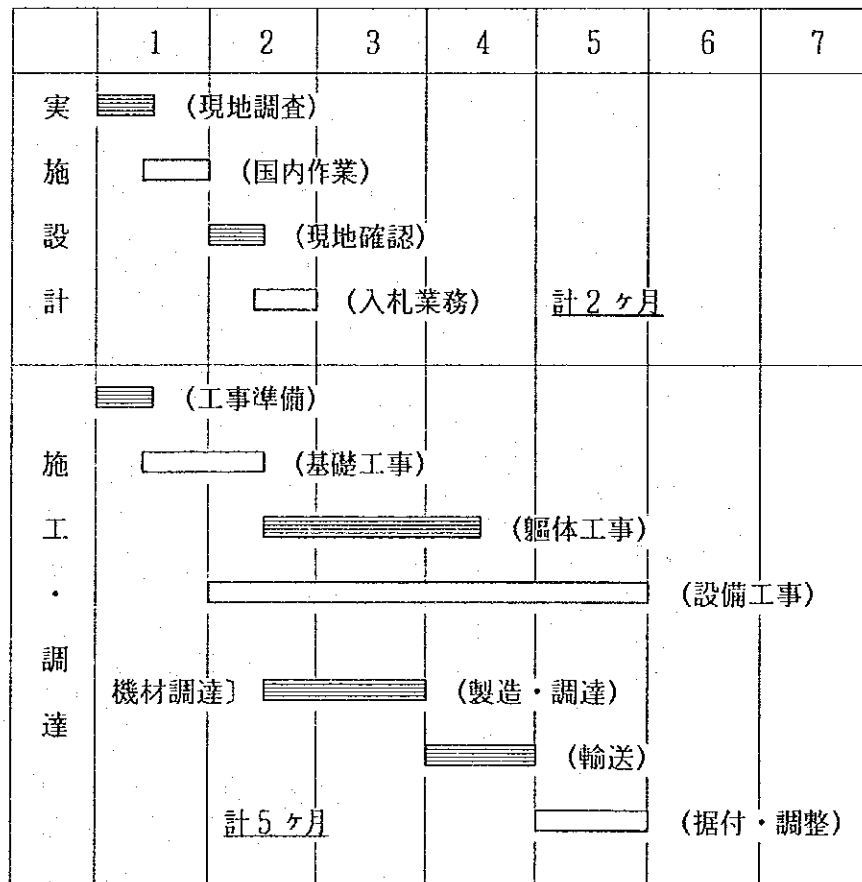 1 2 3 4 5 6 7
実施設計
(現地調査)
(国内作業)
(現地確認)
(入札業務) 計2ヶ月
施工・調達
(工事準備)
(基礎工事)
(軀体工事)
(設備工事)
機材調達〕 (製造・調達)
(輸送)
計5ヶ月 (据付・調整)